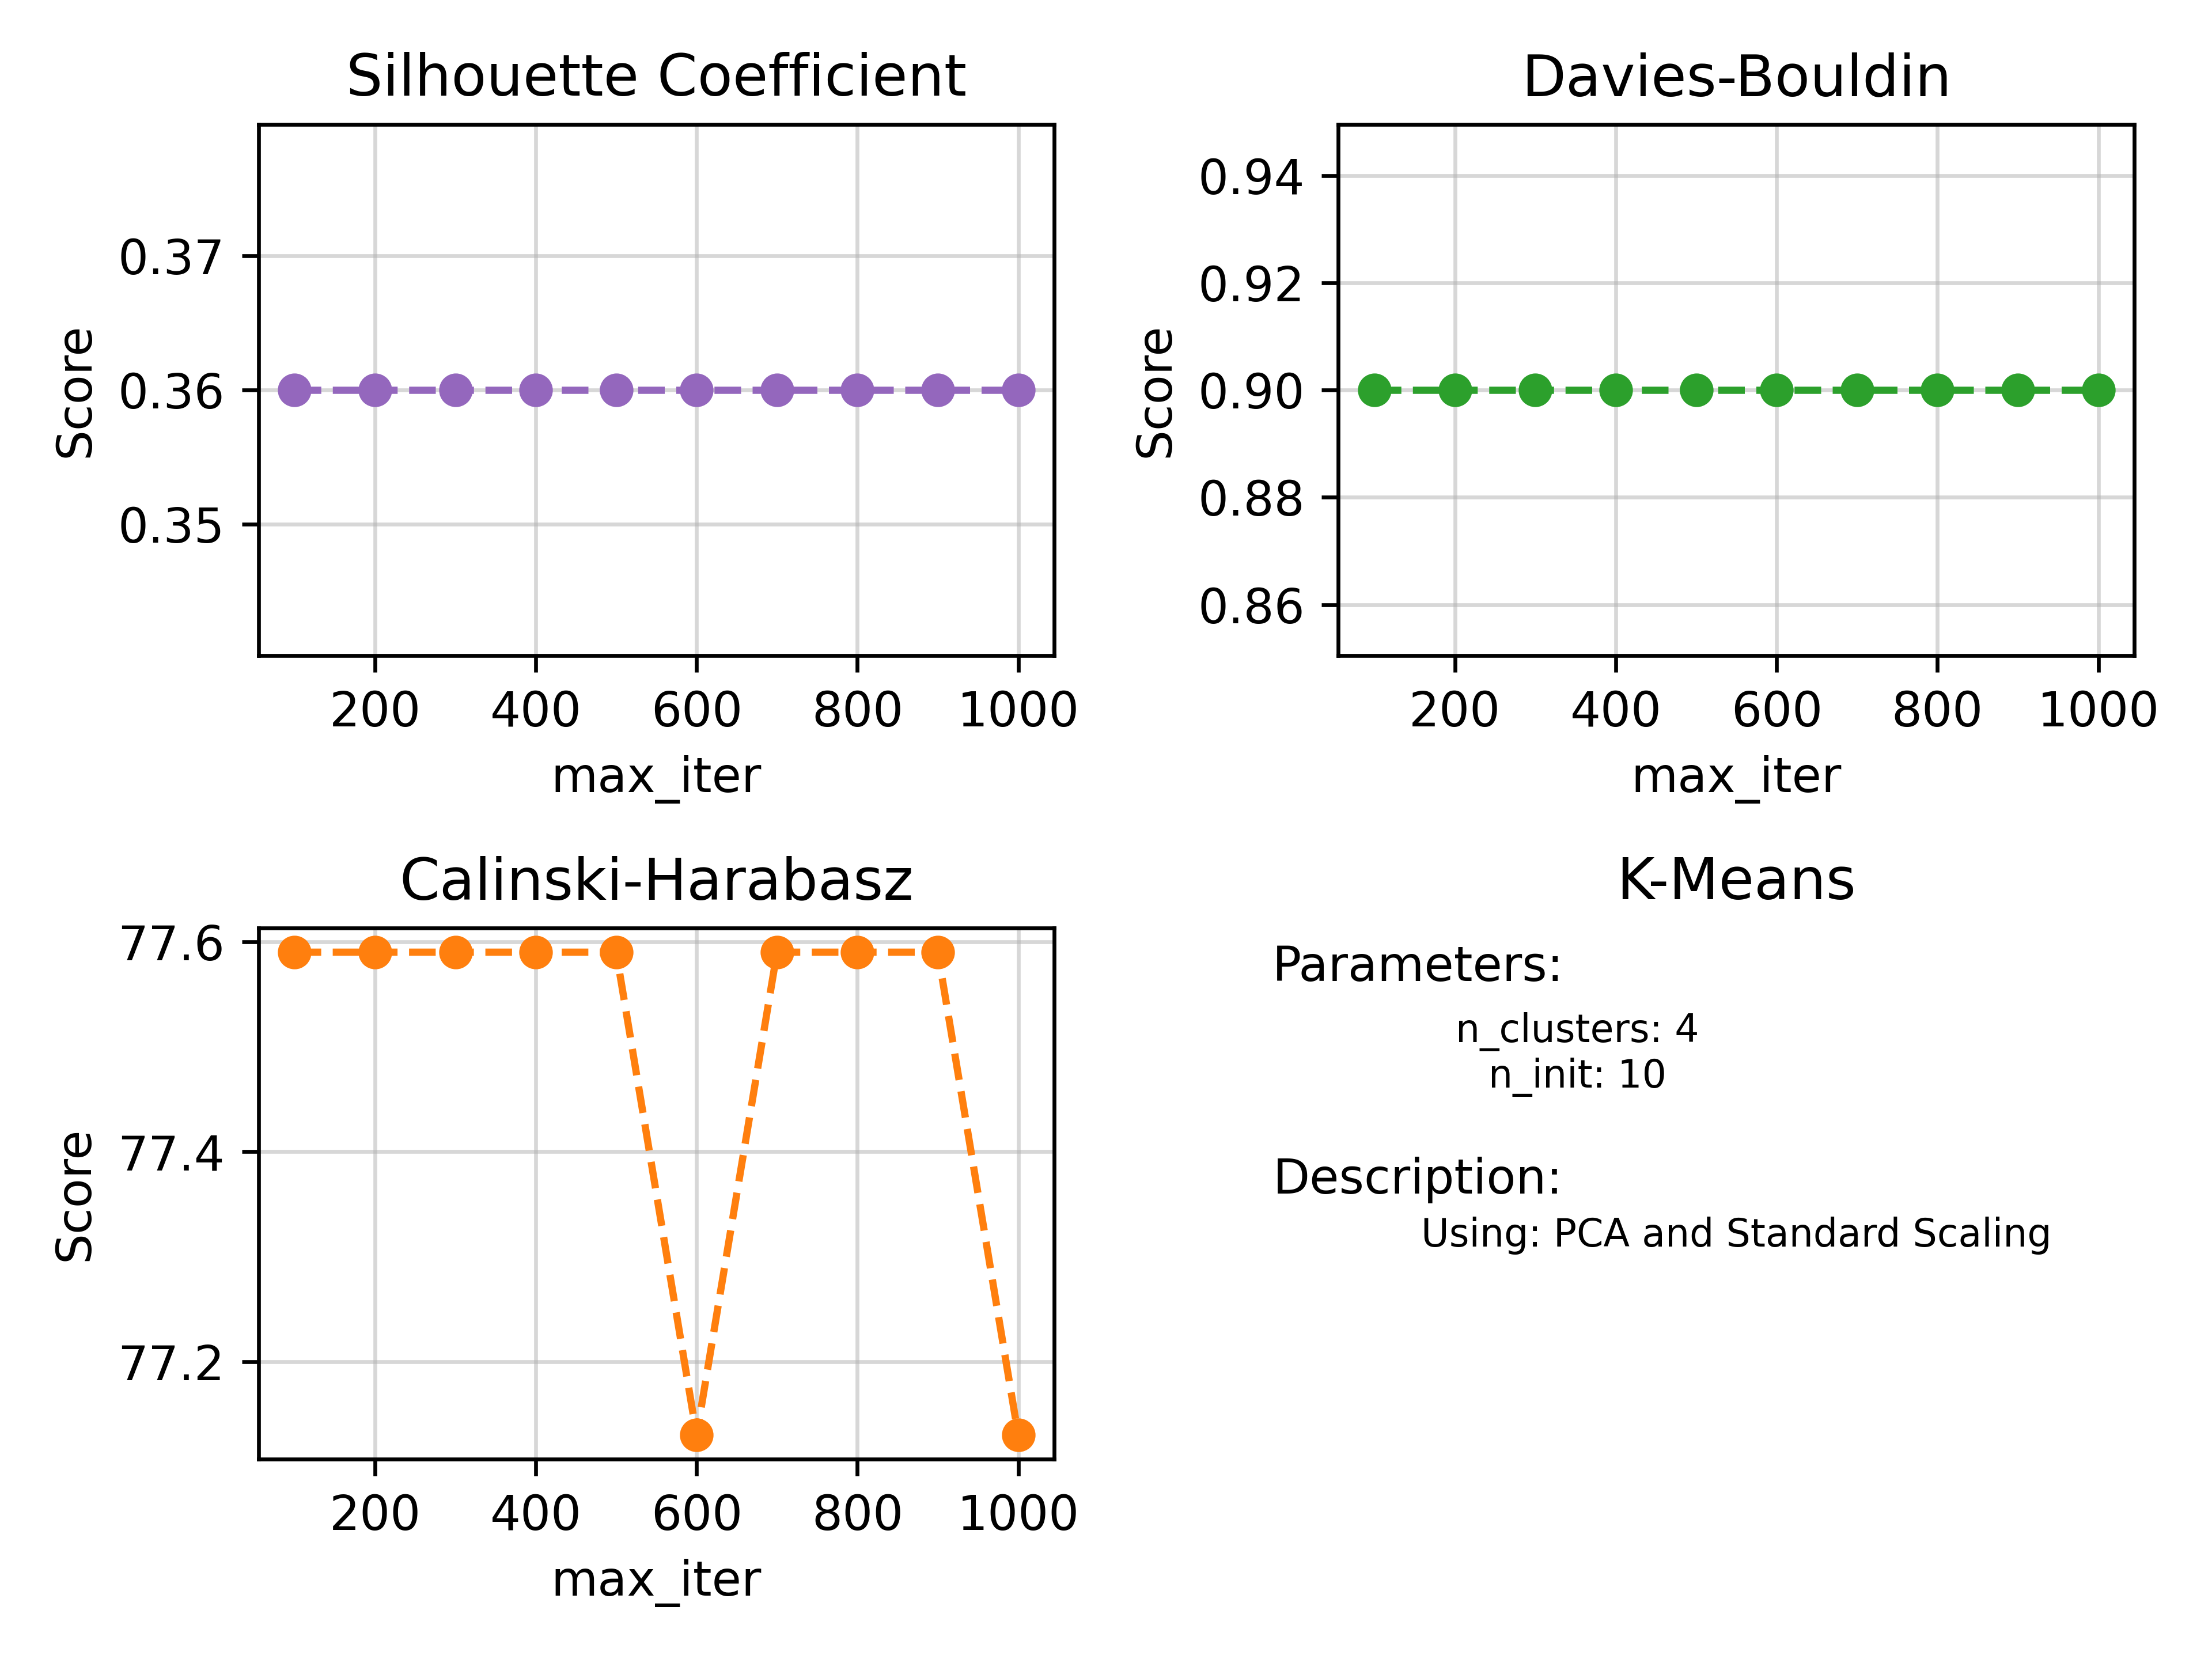 Silhouette Coefficient
0.37
0.36
0.35
Score
200 400 600 800 1000
max_iter
Davies-Bouldin
0.94
0.92
0.90
0.88
0.86
Score
200 400 600 800 1000
max_iter
Calinski-Harabasz
77.6
77.4
77.2
Score
200 400 600 800 1000
max_iter
K-Means
Parameters:
n_clusters: 4
n_init: 10
Description:
Using: PCA and Standard Scaling